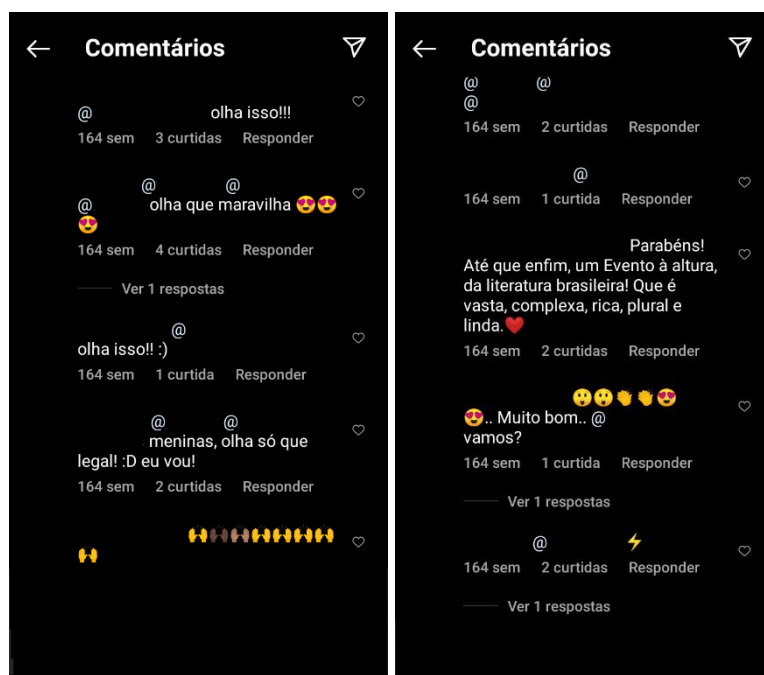 Comentários
@ olha isso!!!
164 sem 3 curtidas Responder
@ @
@ olha que maravilha 😍😍
😍
164 sem 4 curtidas Responder
Ver 1 respostas
@
olha isso!! :)
164 sem 1 curtida Responder
@ @
meninas, olha só que
legal! :D eu vou!
164 sem 2 curtidas Responder
🙌🙌🏿🙌🏽🙌🙌🙌🙌
🙌
Comentários
@ @
@
164 sem 2 curtidas Responder
@
164 sem 1 curtida Responder
Parabéns!
Até que enfim, um Evento à altura,
da literatura brasileira! Que é
vasta, complexa, rica, plural e
linda.❤️
164 sem 2 curtidas Responder
😲😲👏👏😍
😍.. Muito bom.. @
vamos?
164 sem 1 curtida Responder
Ver 1 respostas
@ ⚡
164 sem 2 curtidas Responder
Ver 1 respostas